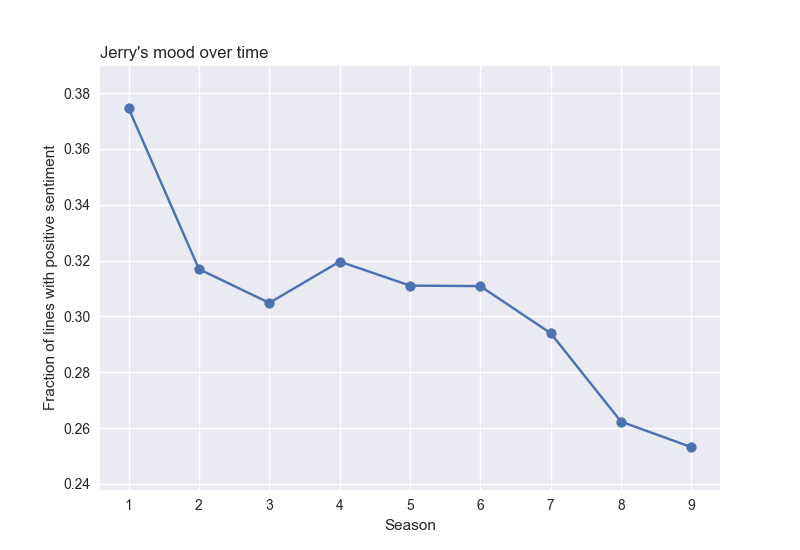 Jerry's mood over time
Fraction of lines with positive sentiment
0.38
0.36
0.34
0.32
0.30
0.28
0.26
0.24
1 2 3 4 5 6 7 8 9
Season